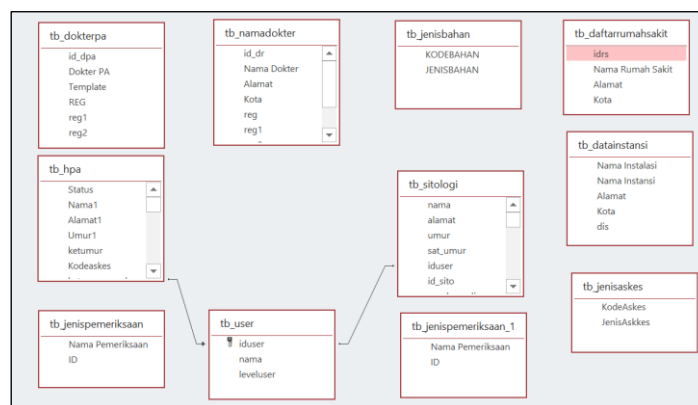 tb_dokterpa
id_dpa
Dokter PA
Template
REG
reg1
reg2
tb_namadokter
id_dr
Nama Dokter
Alamat
Kota
reg
reg1
tb_jenisbahan
KODEBAHAN
JENISBAHAN
tb_daftarrumahsakit
idrs
Nama Rumah Sakit
Alamat
Kota
tb_hpa
Status
Nama1
Alamat1
Umur1
ketumur
Kodeaskes
tb_sitologi
nama
alamat
umur
sat_umur
iduser
id_sito
tb_datainstansi
Nama Instalasi
Nama Instansi
Alamat
Kota
dis
tb_jenispemeriksaan
Nama Pemeriksaan
ID
tb_user
iduser
nama
leveluser
tb_jenispemeriksaan_1
Nama Pemeriksaan
ID
tb_jenisaskes
KodeAskes
JenisAskkes